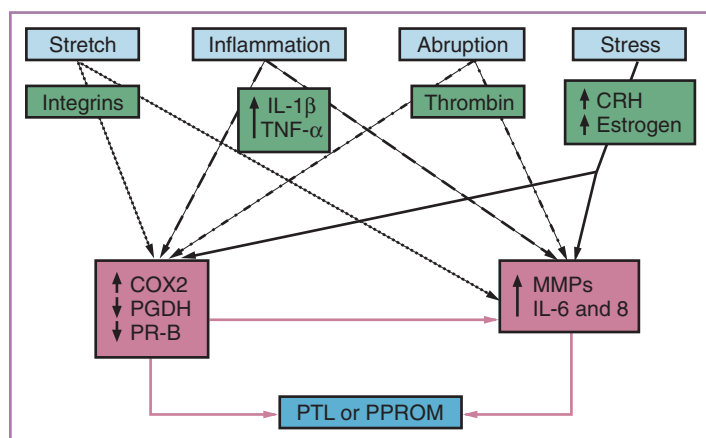 Stretch
Inflammation
Abruption
Stress
Integrins
↑ IL-1β
TNF-α
Thrombin
↑ CRH
↑ Estrogen
↑ COX2
↓ PGDH
↓ PR-B
↑ MMPs
IL-6 and 8
PTL or PPROM